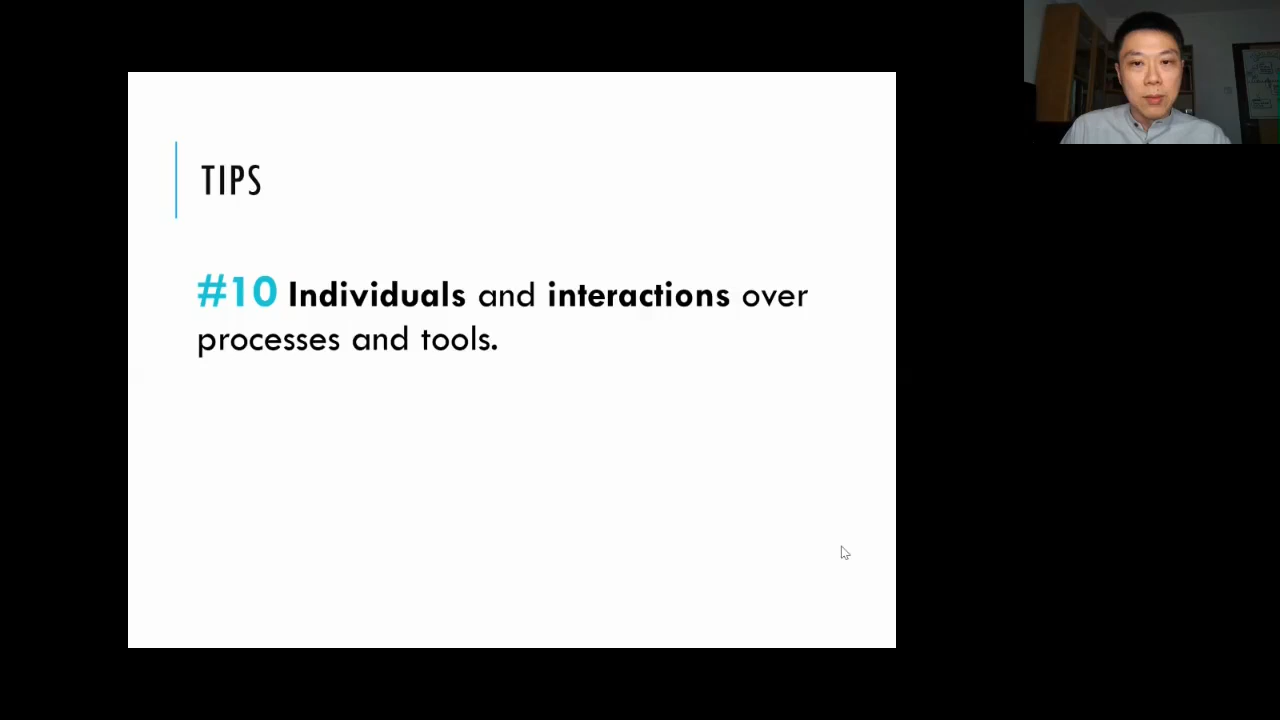 TIPS
#10 Individuals and interactions over
processes and tools.